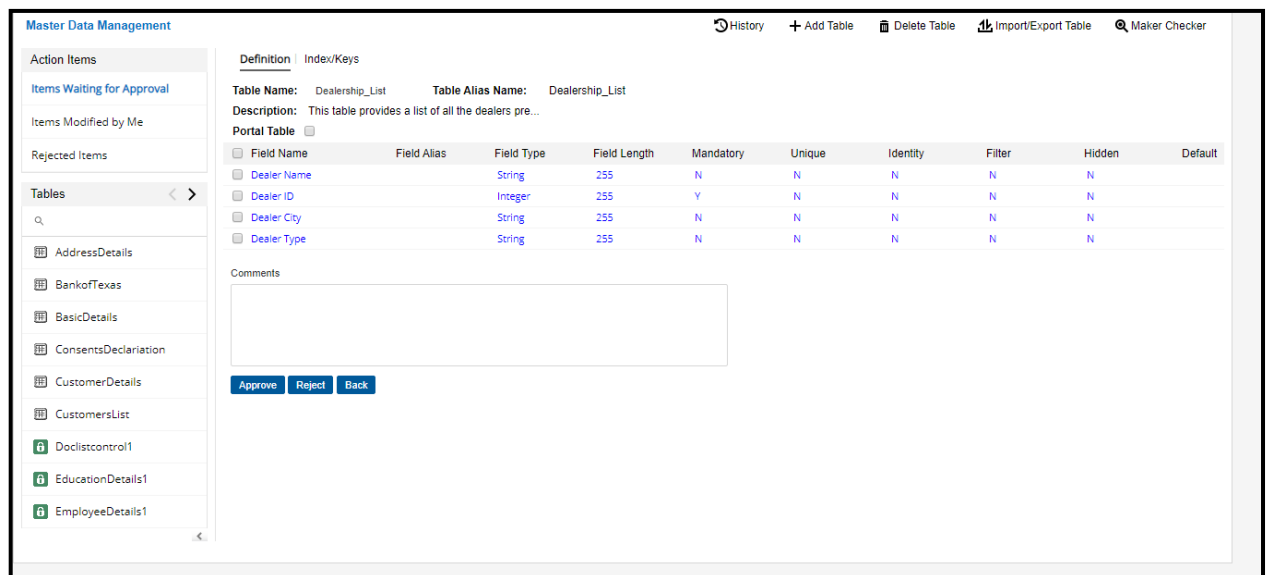 Master Data Management
History
Add Table
Delete Table
Import/Export Table
Maker Checker
Action Items
Items Waiting for Approval
Items Modified by Me
Rejected Items
Tables
AddressDetails
BankofTexas
BasicDetails
ConsentsDeclariation
CustomerDetails
CustomersList
Doclistcontrol1
EducationDetails1
EmployeeDetails1
Definition Index/Keys
Table Name: Dealership_List Table Alias Name: Dealership_List
Description: This table provides a list of all the dealers pre...
Portal Table
Field Name Field Alias Field Type Field Length Mandatory Unique Identity Filter Hidden Default
Dealer Name String 255 N N N N N
Dealer ID Integer 255 Y N N N N
Dealer City String 255 N N N N N
Dealer Type String 255 N N N N N
Comments
Approve Reject Back